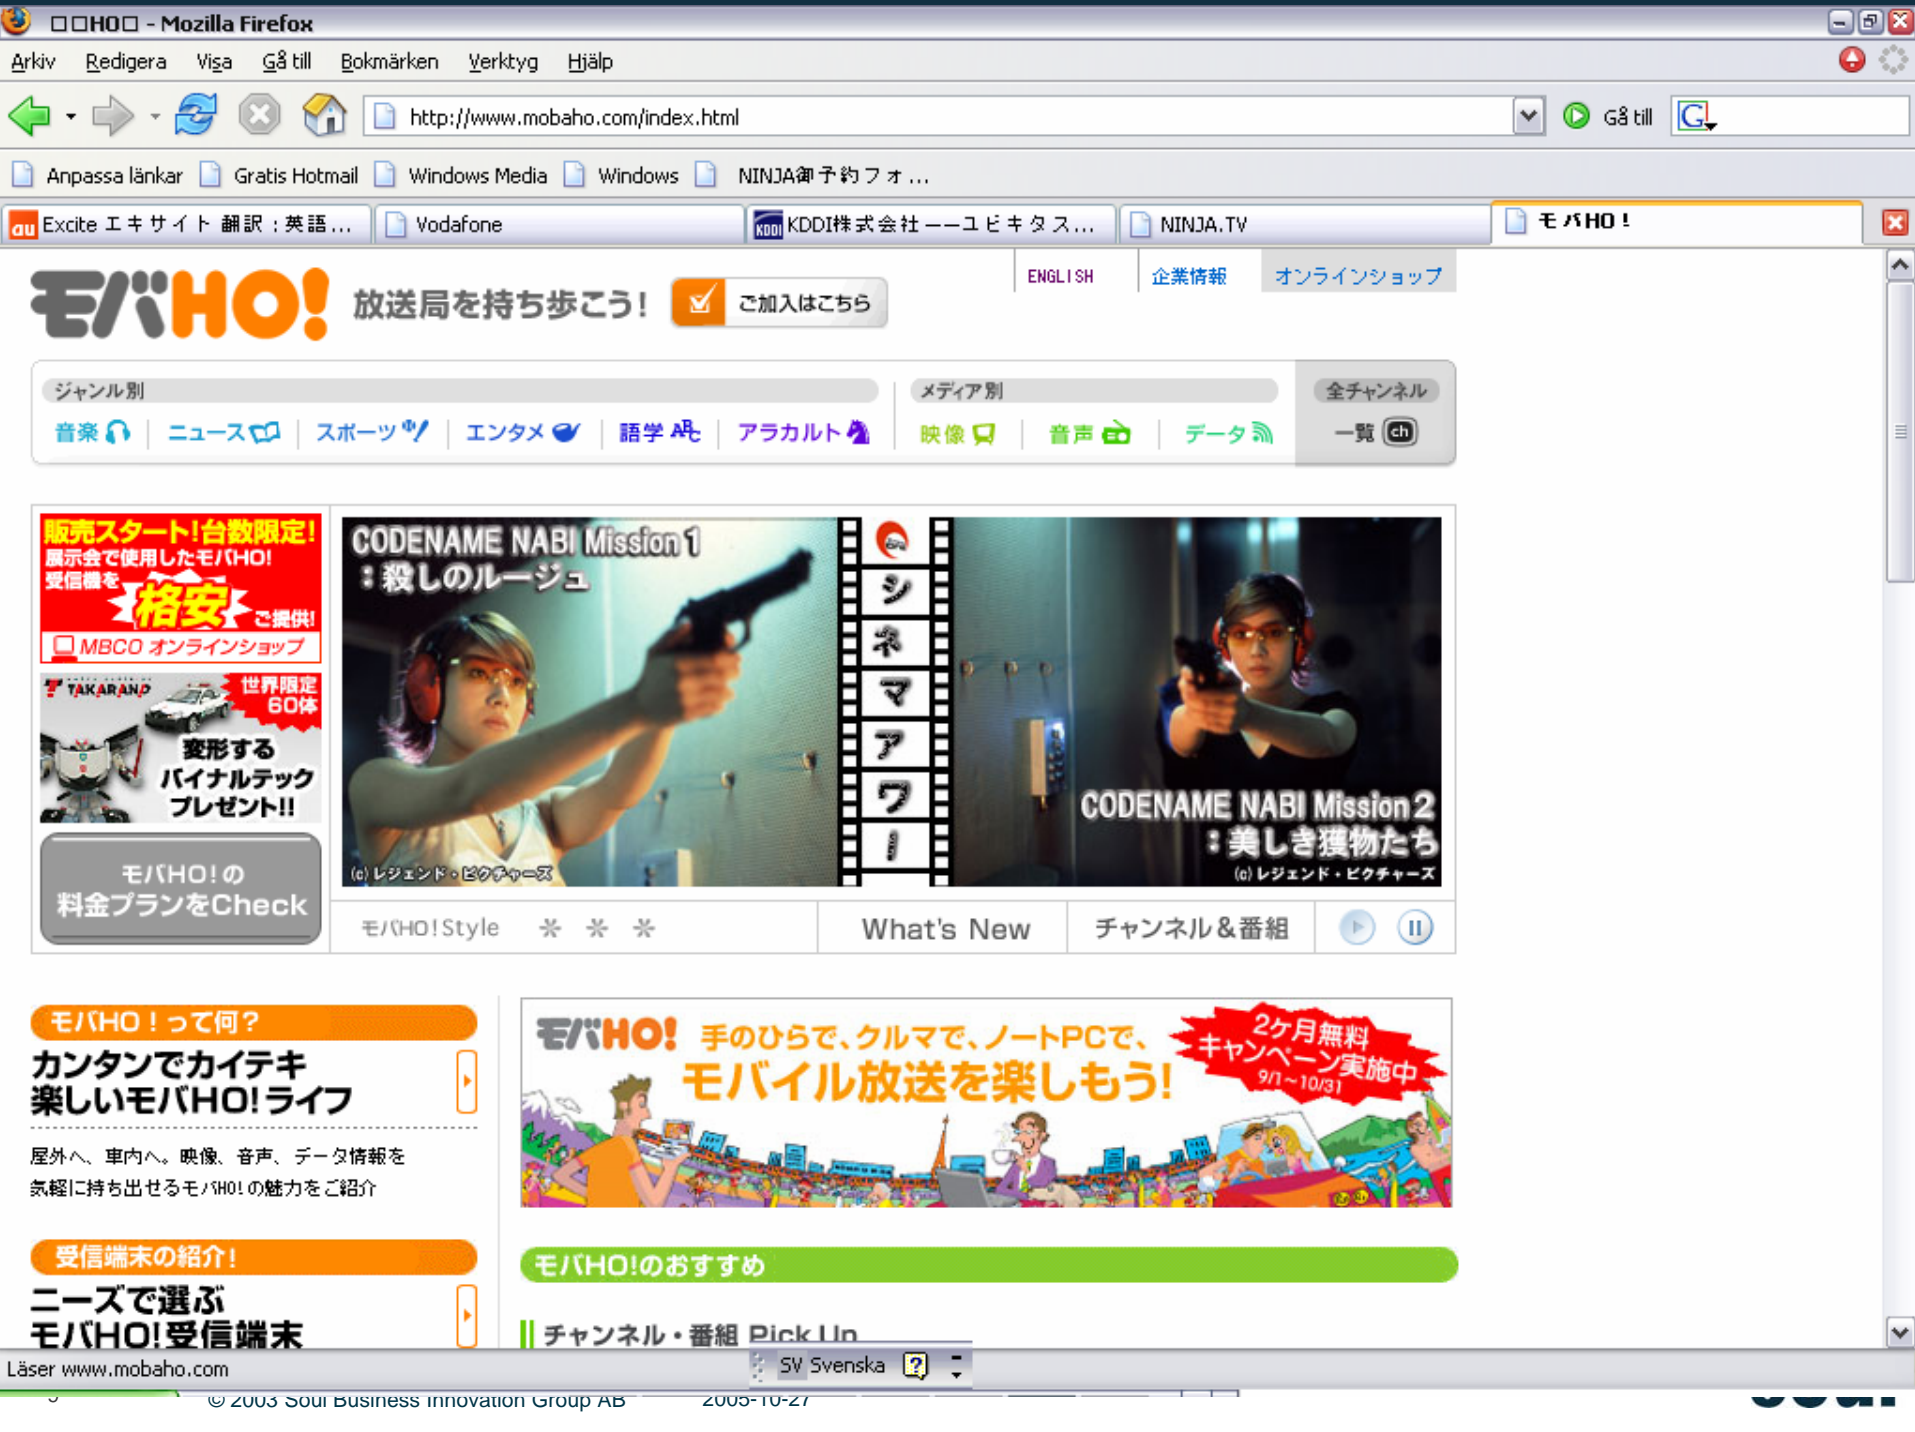 □□HO□ - Mozilla Firefox
Arkiv Redigera Visa Gå till Bokmärken Verktyg Hjälp
http://www.mobaho.com/index.html Gå till G
Anpassa länkar Gratis Hotmail Windows Media Windows NINJA御予約フォ...
au Excite エキサイト 翻訳 : 英語... Vodafone KDDI KDDI株式会社 ーーユビキタス... NINJA.TV モバHO!
モバHO! 放送局を持ち歩こう! ご加入はこちら ENGLISH 企業情報 オンラインショップ
ジャンル別 メディア別 全チャンネル
音楽 ニュース スポーツ エンタメ 語学 ABC アラカルト 映像 音声 データ 一覧 ch
販売スタート!台数限定!
展示会で使用したモバHO!
受信機を
格安 ご提供!
MBCO オンラインショップ
TAKARA 世界限定
60体
変形する
バイナルテック
プレゼント!!
モバHO!の
料金プランをCheck
CODENAME NABI Mission 1
:殺しのルージュ
(c)レジェンド・ピクチャーズ
シネマアワー
CODENAME NABI Mission 2
:美しき獲物たち
(c)レジェンド・ピクチャーズ
モバHO!Style What's New チャンネル&番組
モバHO!って何?
カンタンでカイテキ
楽しいモバHO!ライフ
屋外へ、車内へ。映像、音声、データ情報を
気軽に持ち出せるモバHO!の魅力をご紹介
受信端末の紹介!
ニーズで選ぶ
モバHO!受信端末
モバHO! 手のひらで、クルマで、ノートPCで、
モバイル放送を楽しもう!
2ケ月無料
キャンペーン実施中
9/1~10/31
モバHO!のおすすめ
チャンネル・番組 Pick Up
Läser www.mobaho.com SV Svenska
© 2003 Soul Business Innovation Group AB 2005-10-27